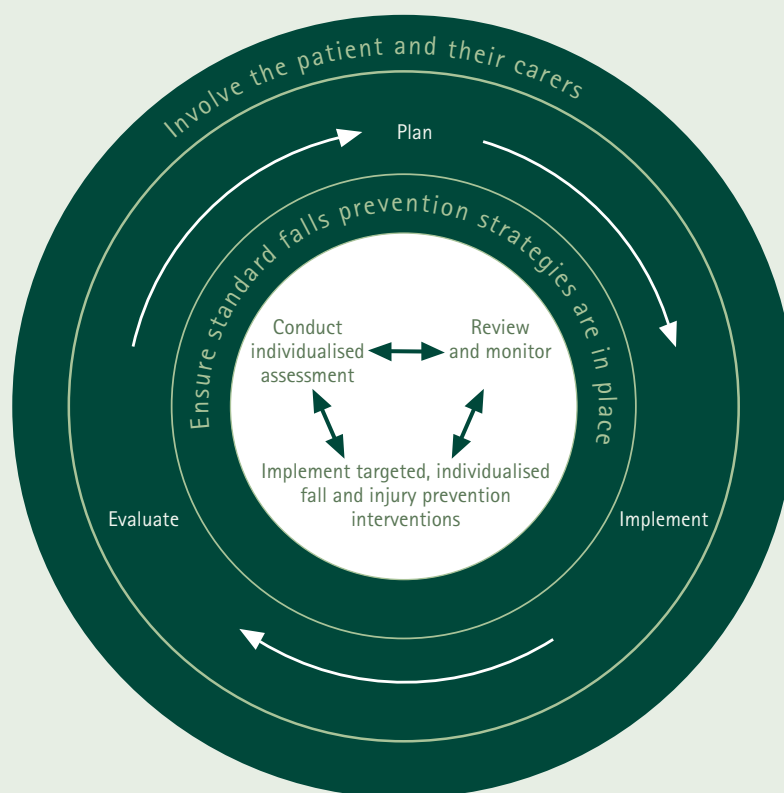 Involve the patient and their carers
Plan
Ensure standard falls prevention strategies are in place
Conduct
individualised
assessment
Review
and monitor
Implement targeted, individualised
fall and injury prevention
interventions
Evaluate
Implement